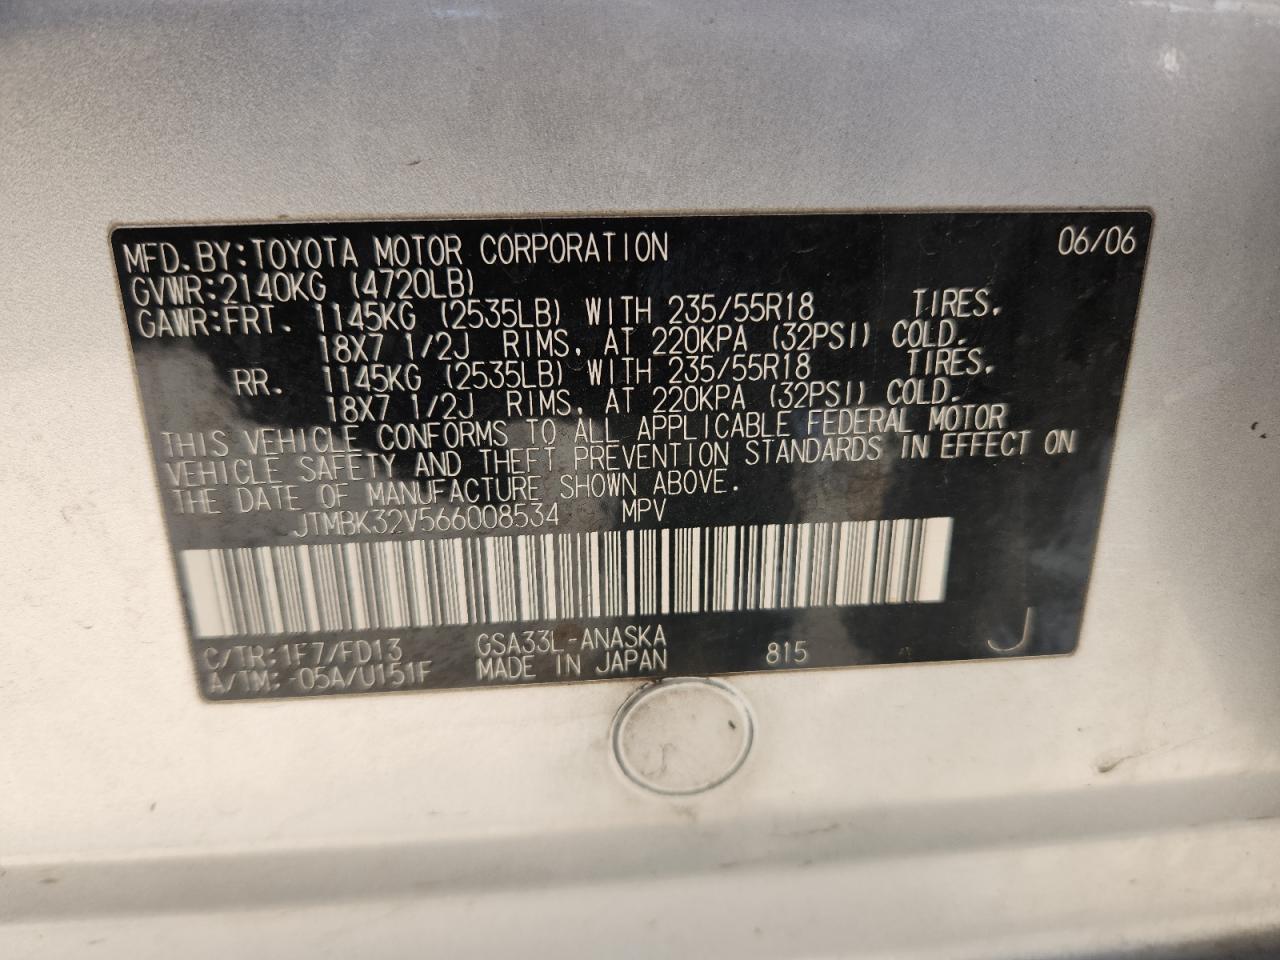 MFD.BY:TOYOTA MOTOR CORPORATION 06/06
GVWR:2140KG (4720LB)
GAWR:FRT. 1145KG (2535LB) WITH 235/55R18 TIRES.
18X7 1/2J RIMS, AT 220KPA (32PSI) COLD.
RR. 1145KG (2535LB) WITH 235/55R18 TIRES.
18X7 1/2J RIMS, AT 220KPA (32PSI) COLD.
THIS VEHICLE CONFORMS TO ALL APPLICABLE FEDERAL MOTOR
VEHICLE SAFETY AND THEFT PREVENTION STANDARDS IN EFFECT ON
THE DATE OF MANUFACTURE SHOWN ABOVE.
JTMBK32V566008534 MPV
C/TR:1F7/FD13 GSA33L-ANASKA 815 J
A/TM:-05A/U151F MADE IN JAPAN